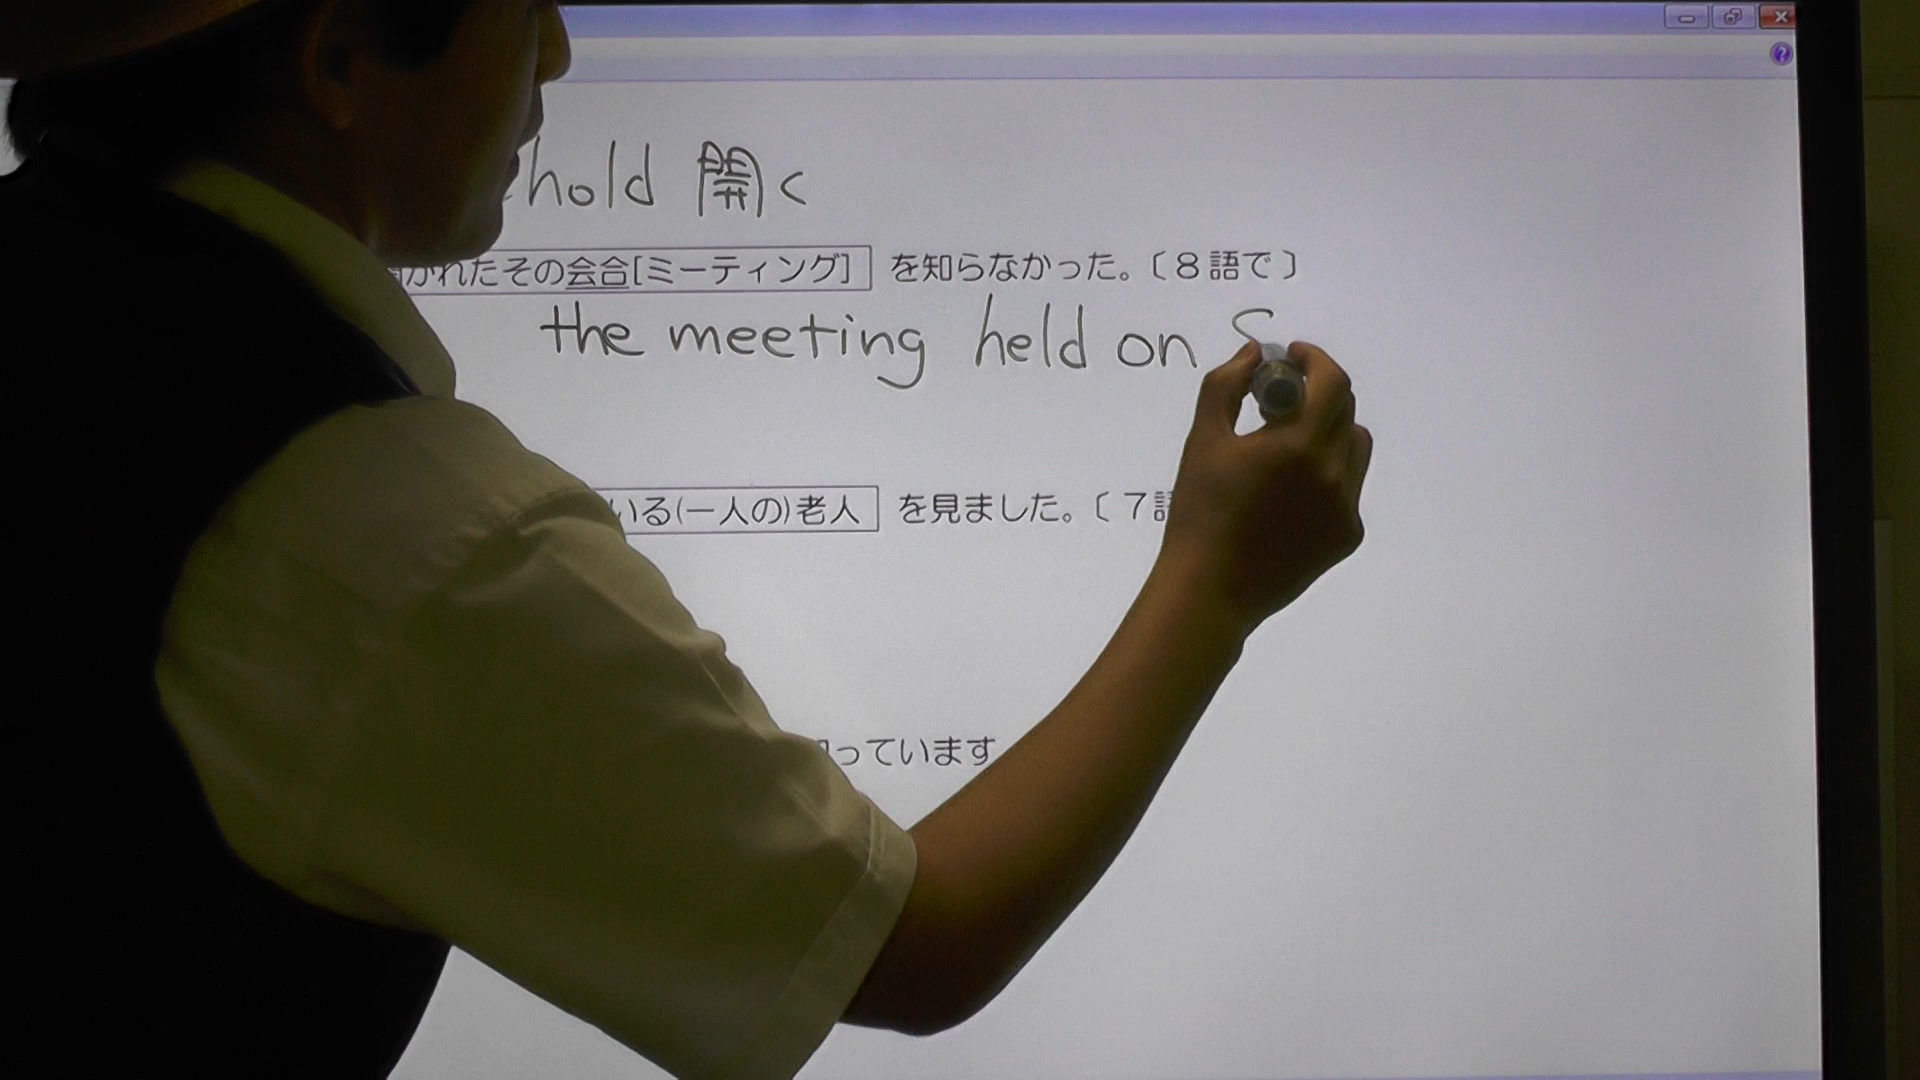 hold 開く
かれたその会合[ミーティング] を知らなかった。〔8語で〕
the meeting held on S
いる(一人の)老人 を見ました。〔7語
っています